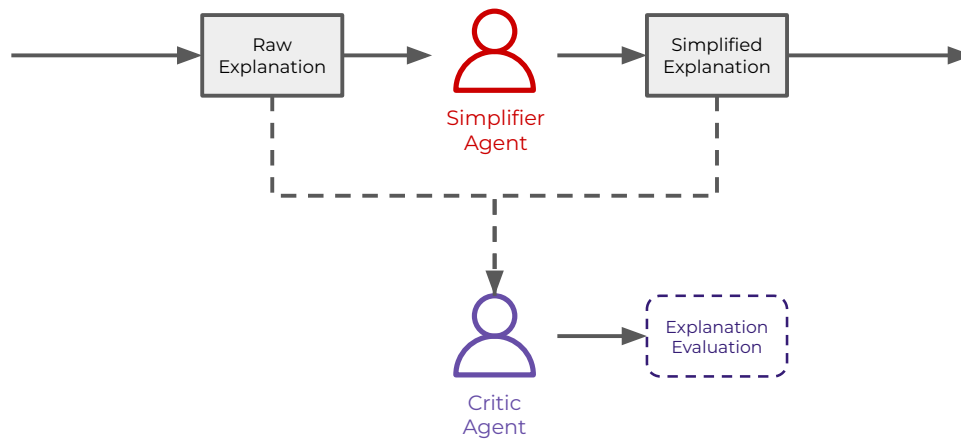 Raw
Explanation
Simplifier
Agent
Simplified
Explanation
Critic
Agent
Explanation
Evaluation